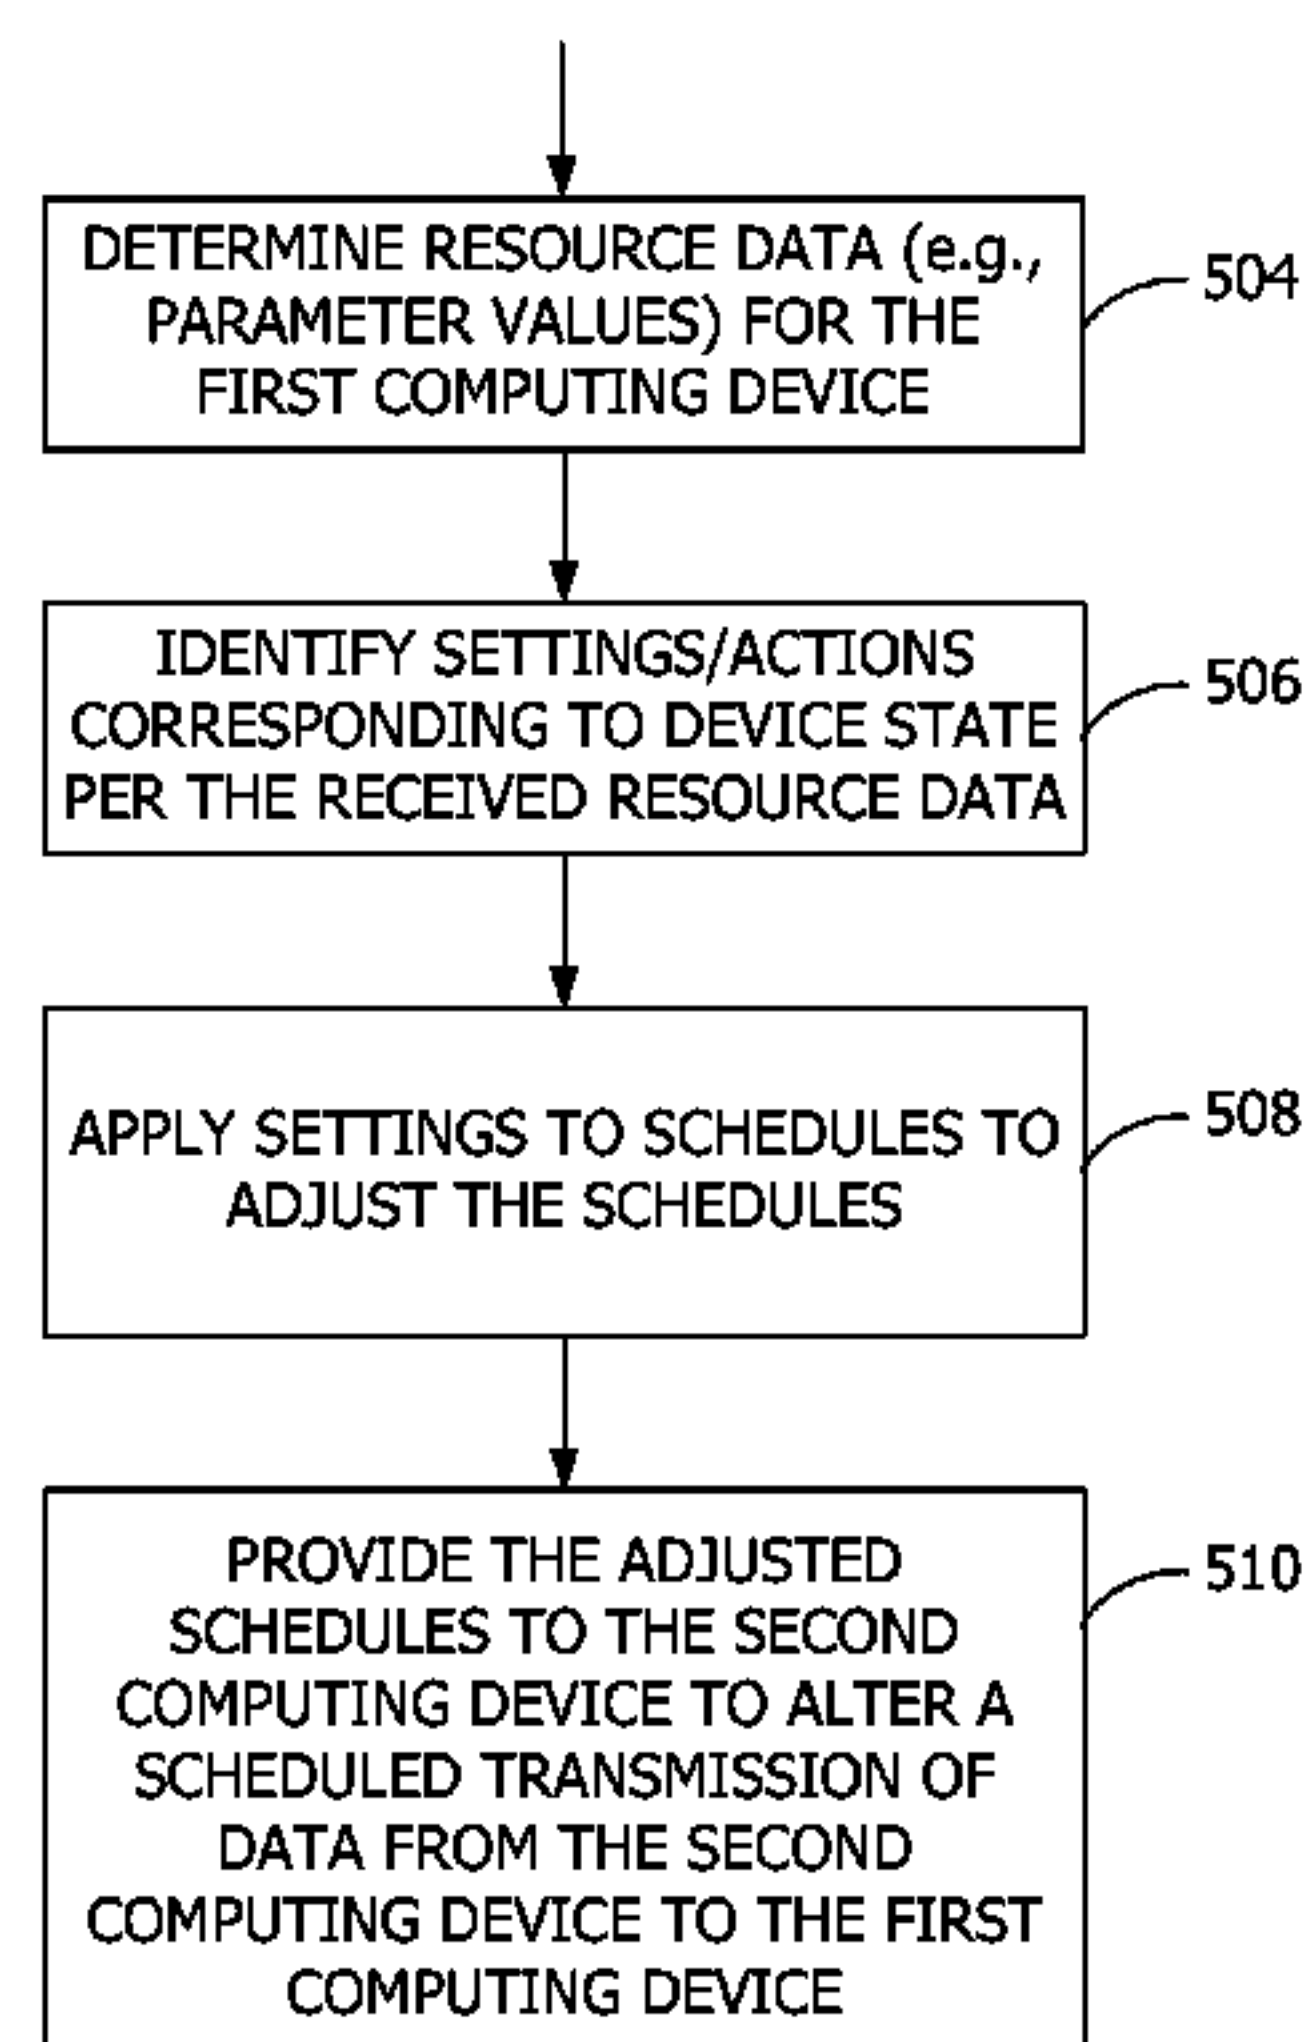 DETERMINE RESOURCE DATA (e.g.,
PARAMETER VALUES) FOR THE
FIRST COMPUTING DEVICE
504
IDENTIFY SETTINGS/ACTIONS
CORRESPONDING TO DEVICE STATE
PER THE RECEIVED RESOURCE DATA
506
APPLY SETTINGS TO SCHEDULES TO
ADJUST THE SCHEDULES
508
PROVIDE THE ADJUSTED
SCHEDULES TO THE SECOND
COMPUTING DEVICE TO ALTER A
SCHEDULED TRANSMISSION OF
DATA FROM THE SECOND
COMPUTING DEVICE TO THE FIRST
COMPUTING DEVICE
510